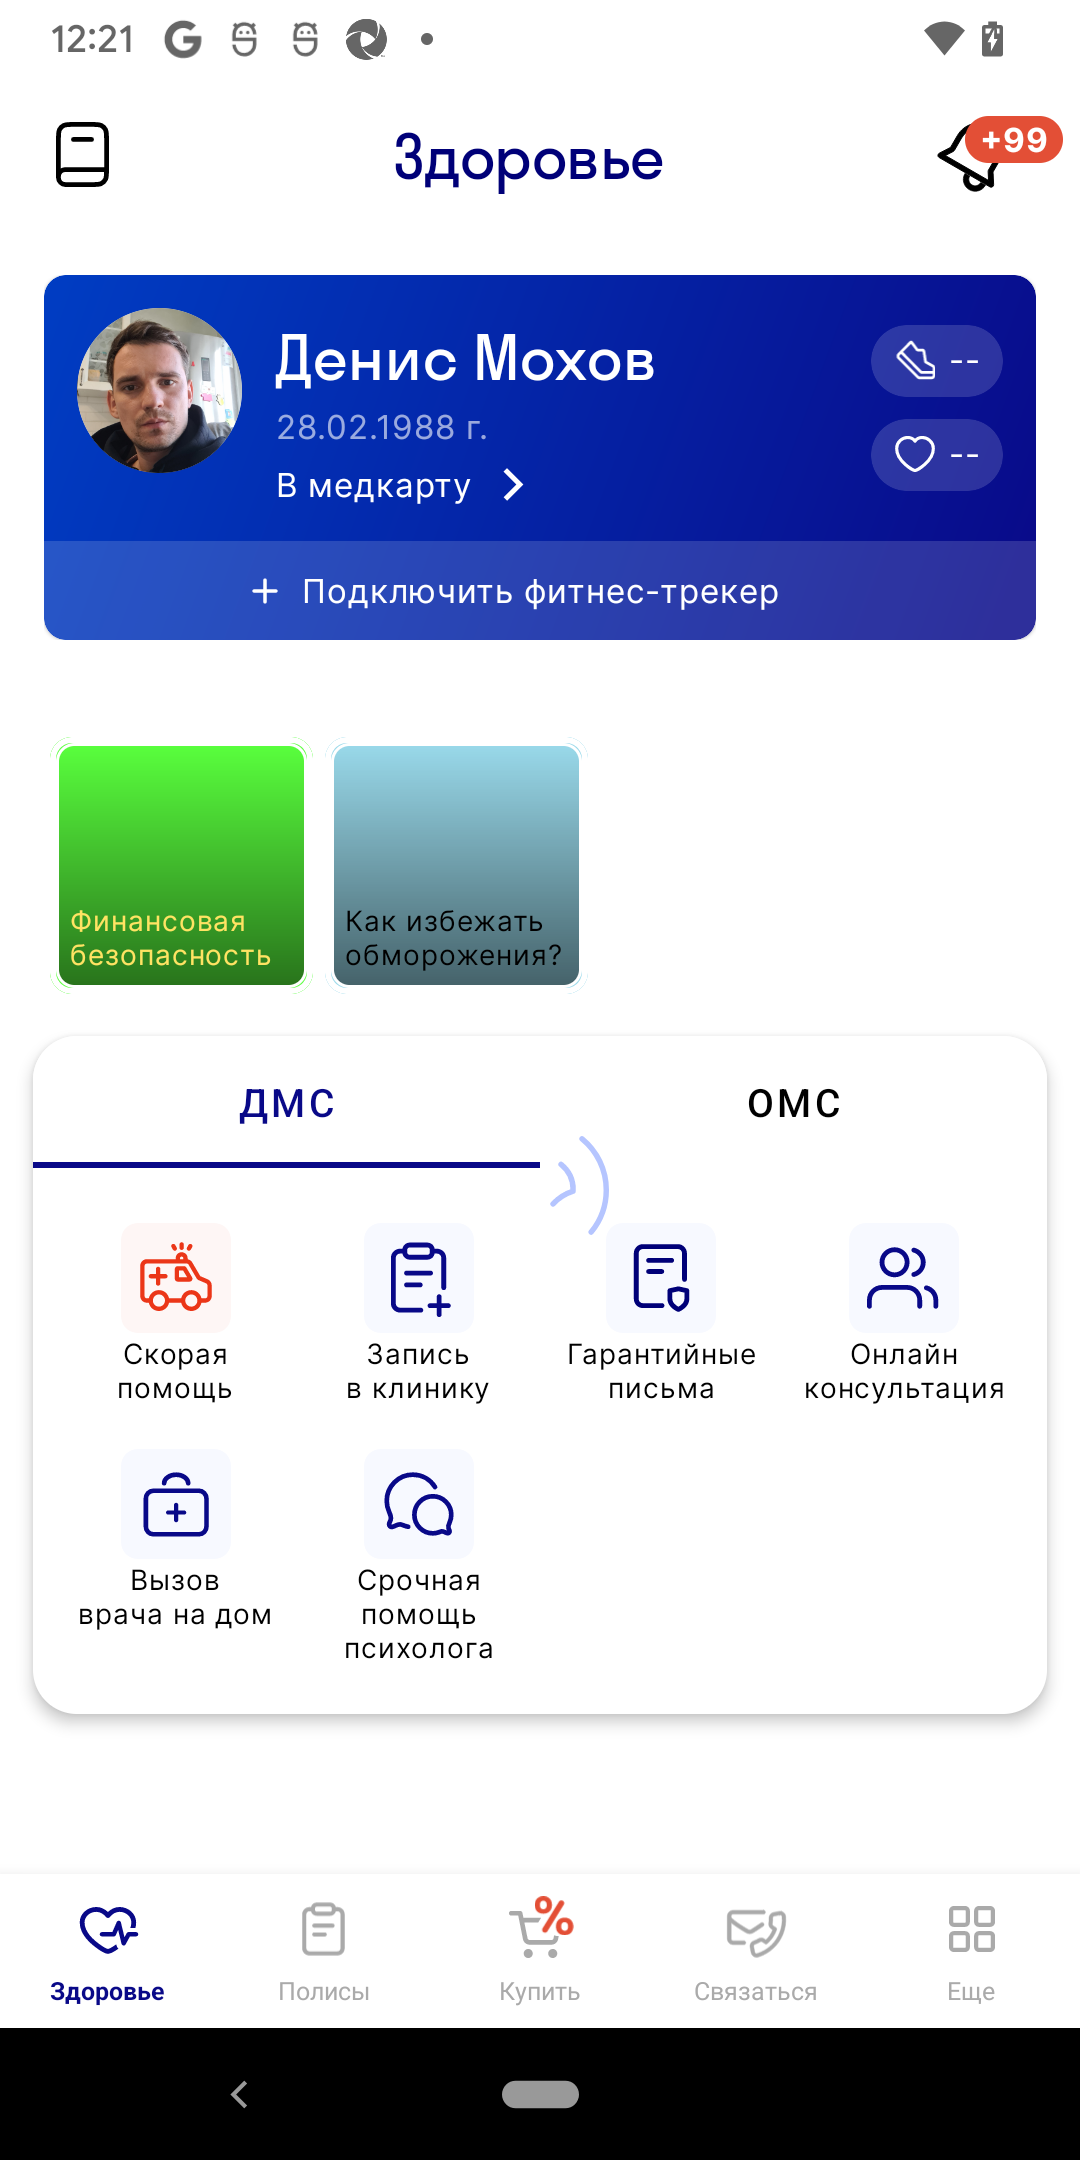 12:21
Здоровье
+99
Денис Мохов
28.02.1988 г.
В медкарту
--
--
+ Подключить фитнес-трекер
Финансовая
безопасность
Как избежать
обморожения?
ДМС
ОМС
Скорая
помощь
Запись
в клинику
Гарантийные
письма
Онлайн
консультация
Вызов
врача на дом
Срочная
помощь
психолога
Здоровье
Полисы
%
Купить
Связаться
Еще